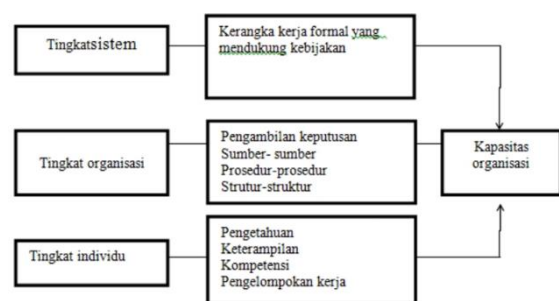 Tingkatsistem
Kerangka kerja formal yang
mendukung kebijakan
Tingkat organisasi
Pengambilan keputusan
Sumber- sumber
Prosedur-prosedur
Strutur-struktur
Kapasitas
organisasi
Tingkat individu
Pengetahuan
Keterampilan
Kompetensi
Pengelompokan kerja